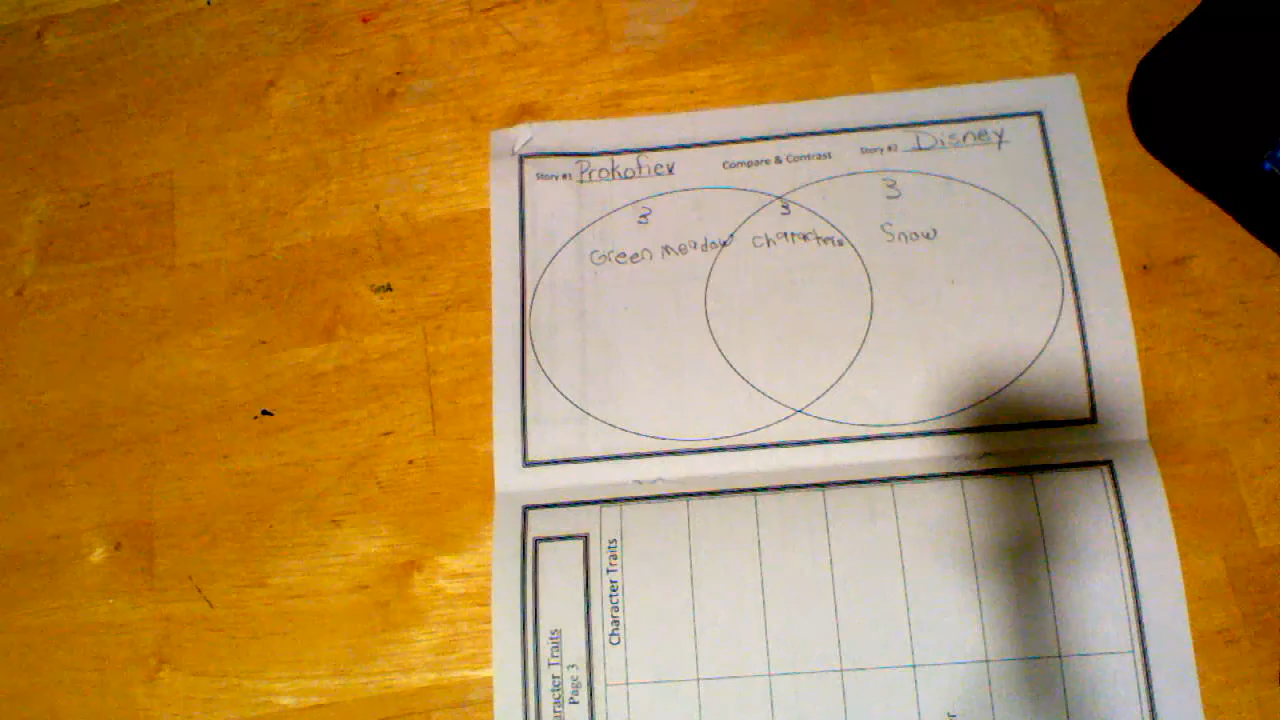 Story #1 Prokofiev Compare & Contrast Story #2 Disney
3 3 3
Green meadow characters Snow
Character Traits
Page 3
Character Traits